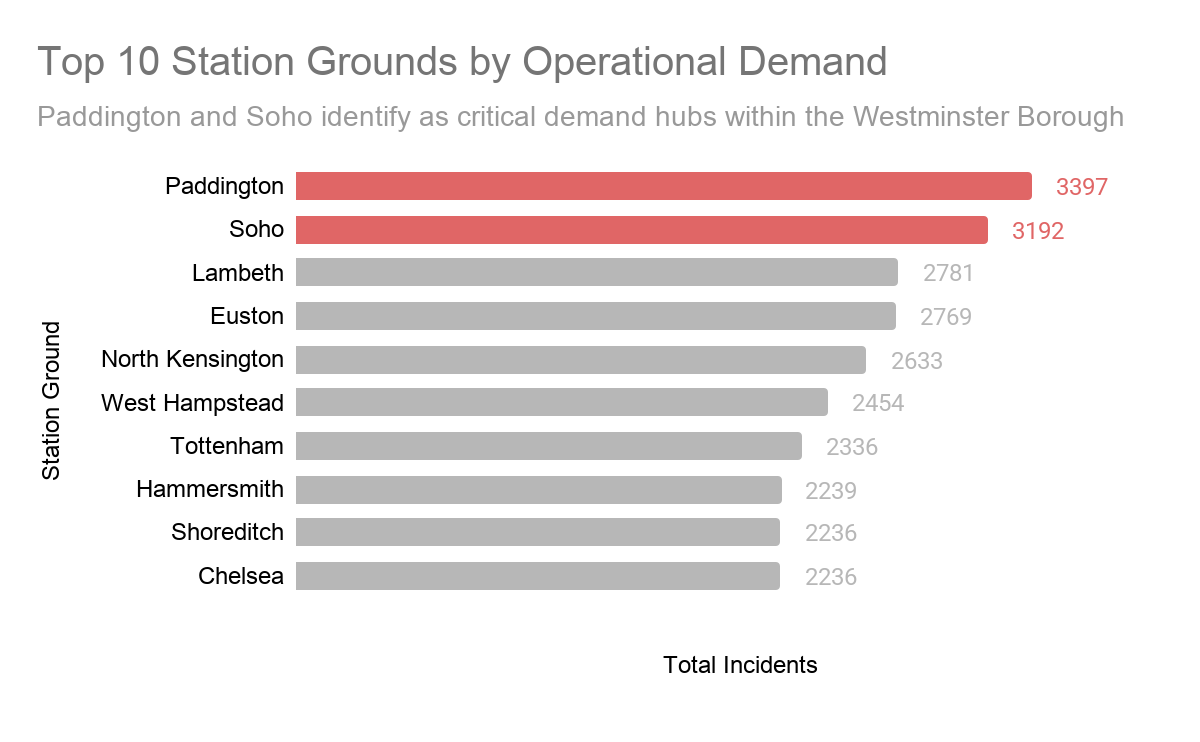 Top 10 Station Grounds by Operational Demand
Paddington and Soho identify as critical demand hubs within the Westminster Borough
Station Ground
Paddington 3397
Soho 3192
Lambeth 2781
Euston 2769
North Kensington 2633
West Hampstead 2454
Tottenham 2336
Hammersmith 2239
Shoreditch 2236
Chelsea 2236
Total Incidents